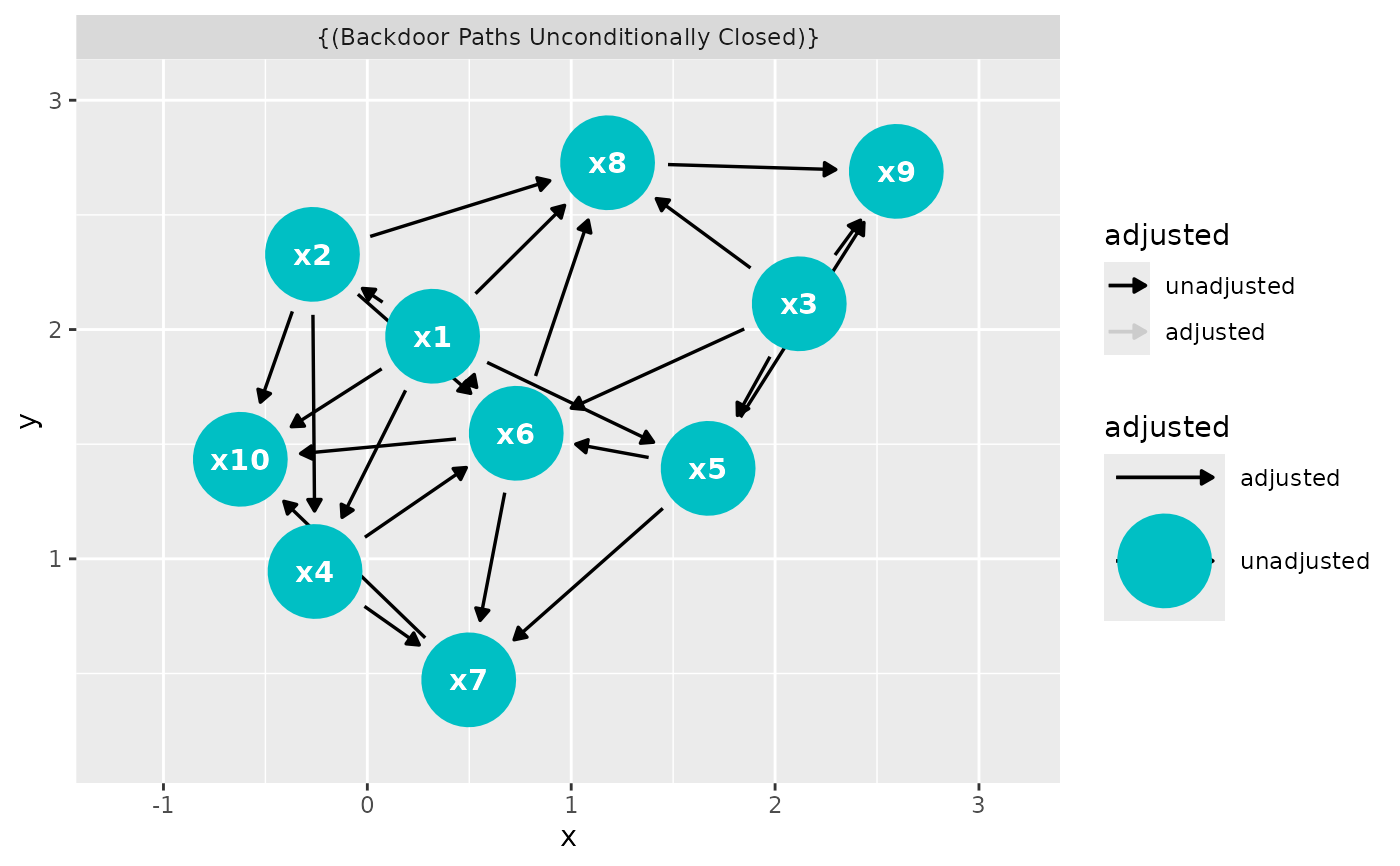 {(Backdoor Paths Unconditionally Closed)}
3
2
1
y
x8
x9
x2
x3
x1
x6
x10
x5
x4
x7
-1
0
1
2
3
x
adjusted
unadjusted
adjusted
adjusted
adjusted
unadjusted